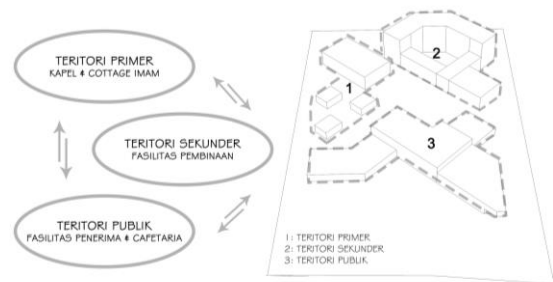 TERITORI PRIMER
KAPEL & COTTAGE IMAM
TERITORI SEKUNDER
FASILITAS PEMBINAAN
TERITORI PUBLIK
FASILITAS PENERIMA & CAFETARIA
2
1
3
1: TERITORI PRIMER
2: TERITORI SEKUNDER
3: TERITORI PUBLIK